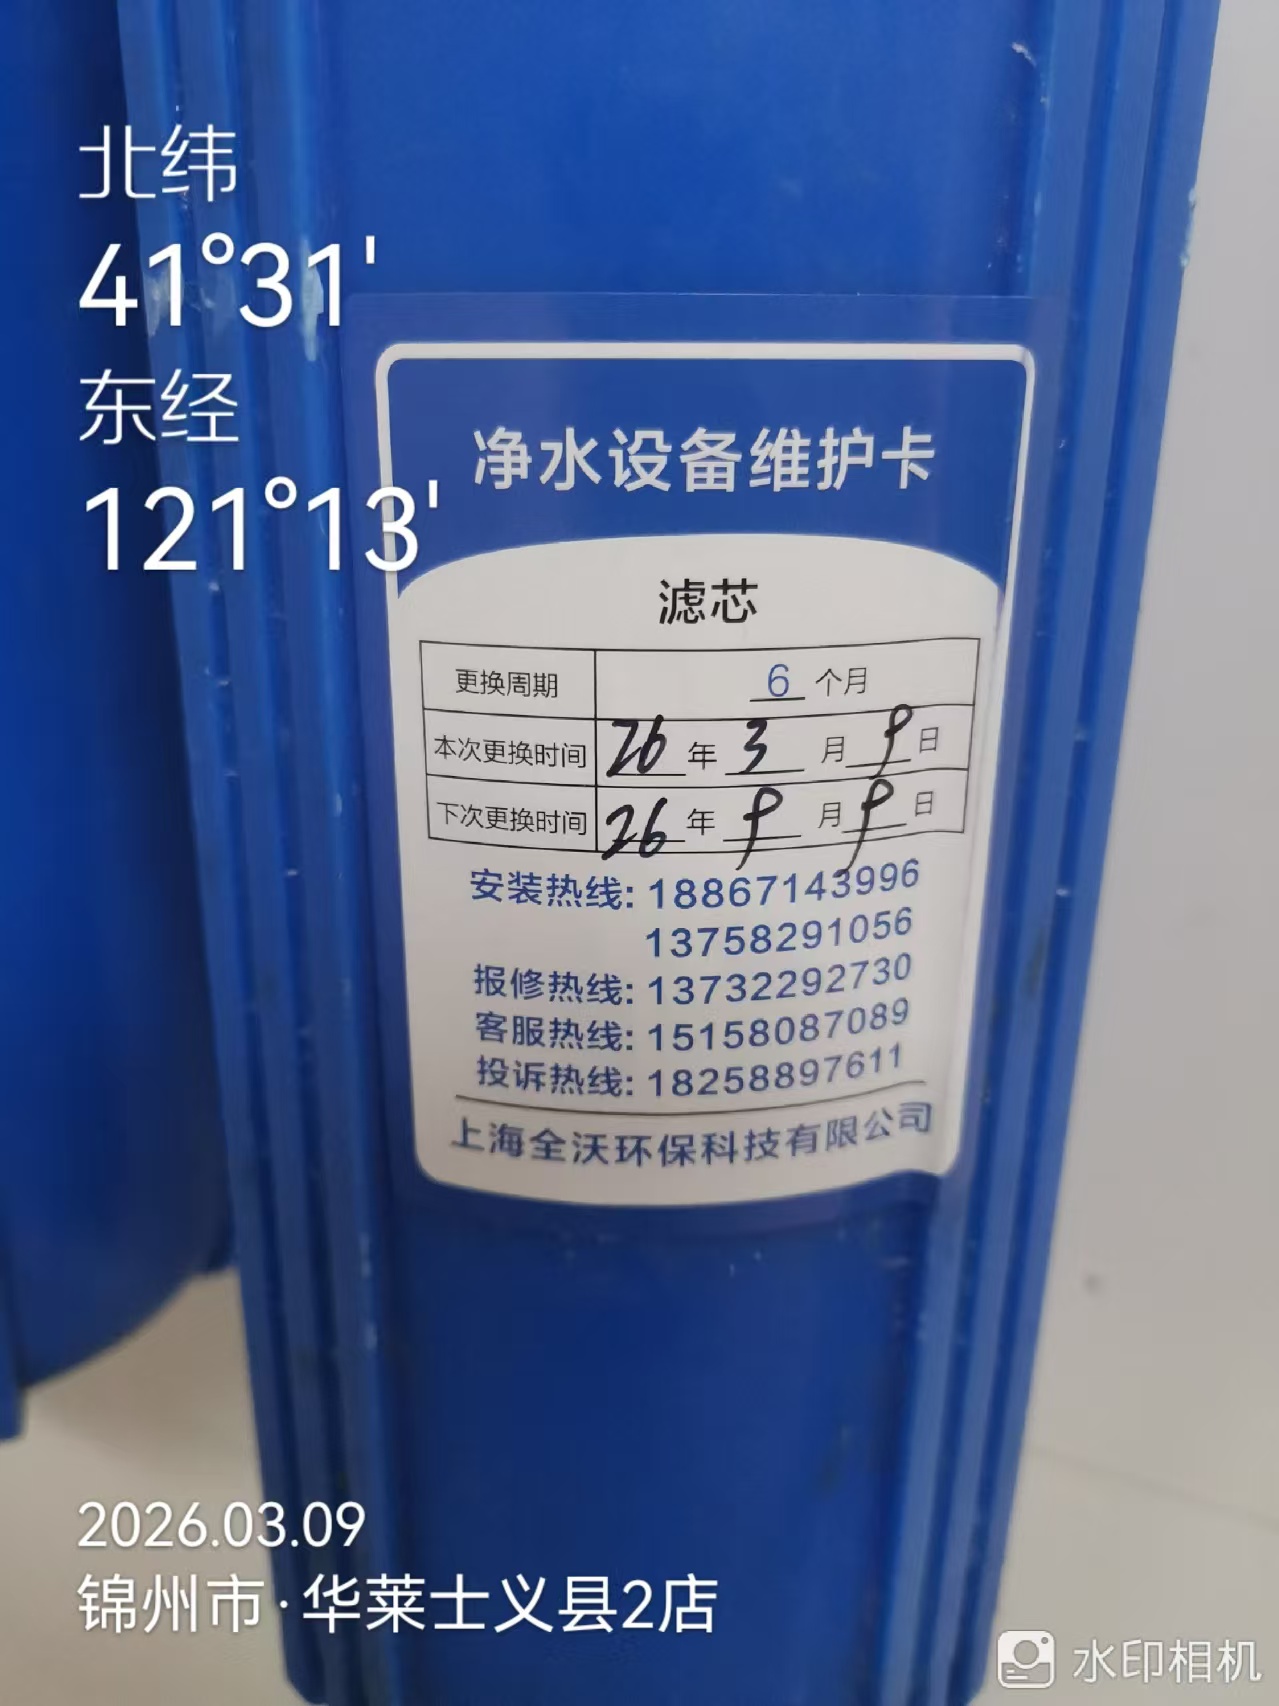 北纬
41°31'
东经
121°13'
净水设备维护卡
滤芯
更换周期 6 个月
本次更换时间 26 年 3 月 9 日
下次更换时间 26 年 9 月 9 日
安装热线: 18867143996
13758291056
报修热线: 13732292730
客服热线: 15158087089
投诉热线: 18258897611
上海全沃环保科技有限公司
2026.03.09
锦州市·华莱士义县2店
水印相机